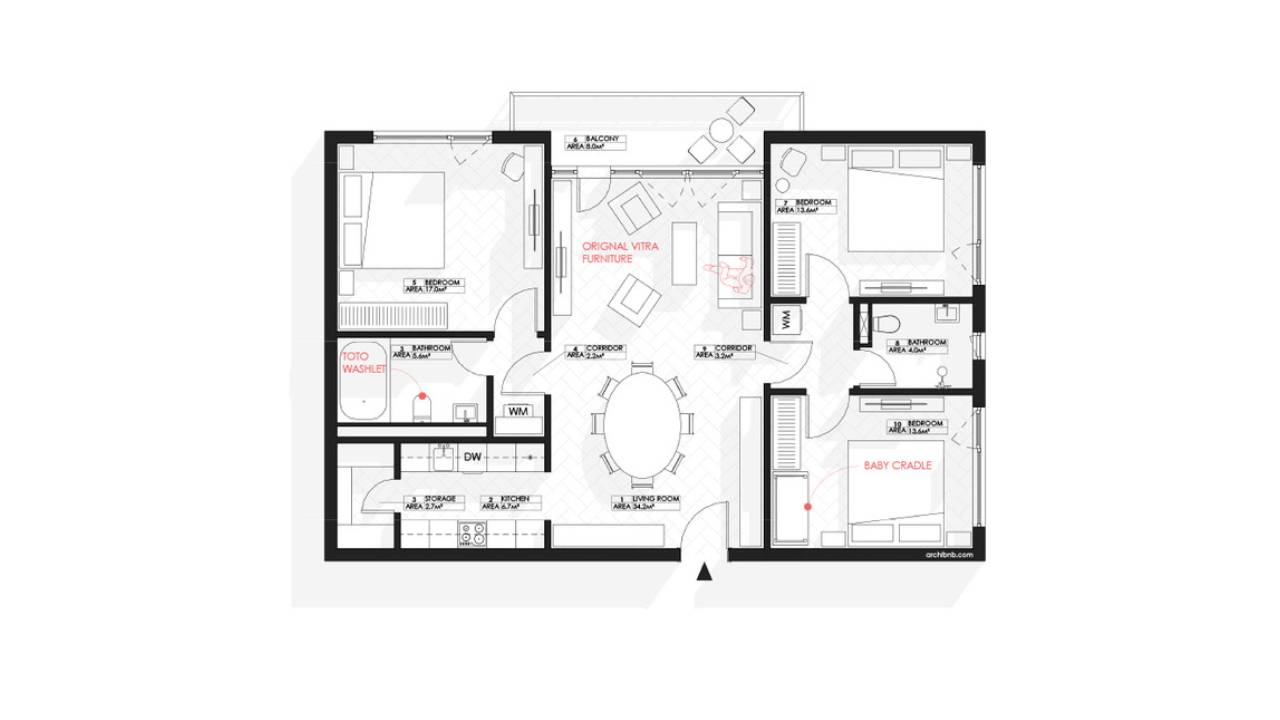 6 BALCONY
AREA 8.0M²
7 BEDROOM
AREA 13.6M²
ORIGNAL VITRA
FURNITURE
5 BEDROOM
AREA 17.0M²
WM
3 BATHROOM
AREA 5.6M²
4 CORRIDOR
AREA 2.2M²
9 CORRIDOR
AREA 3.2M²
8 BATHROOM
AREA 4.0M²
TOTO
WASHLET
WM
10 BEDROOM
AREA 13.6M²
DW
BABY CRADLE
3 STORAGE
AREA 2.7M²
2 KITCHEN
AREA 6.7M²
1 LIVING ROOM
AREA 34.2M²
archibnb.com